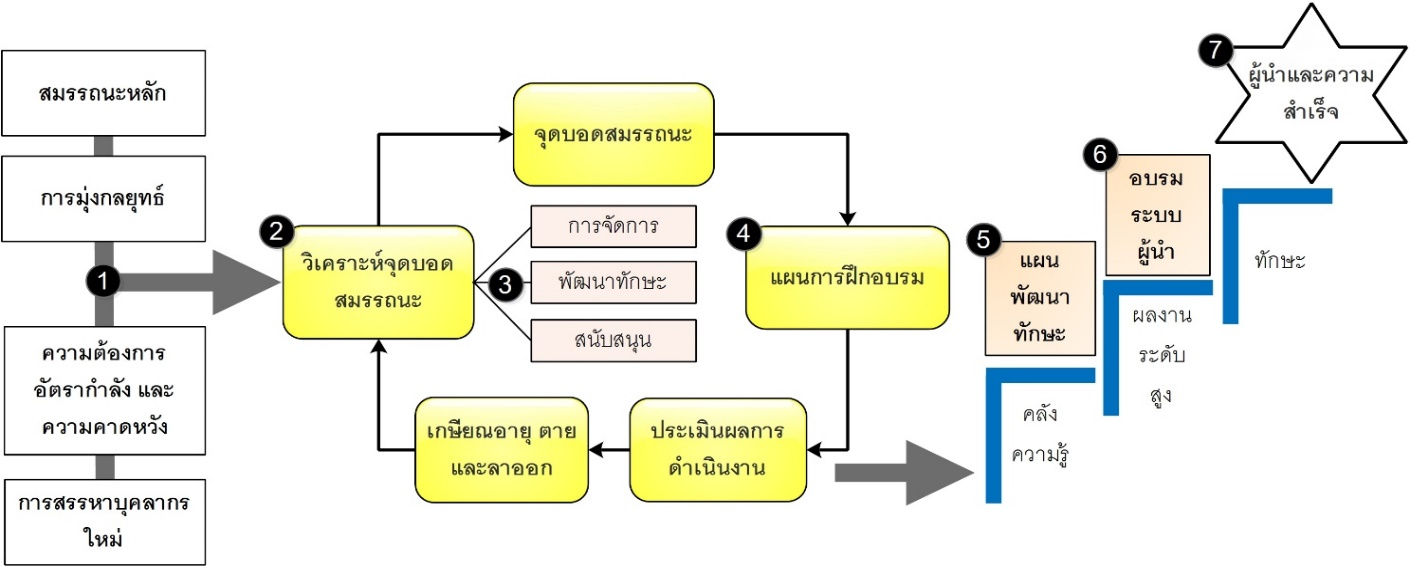 สมรรถนะหลัก
การมุ่งกลยุทธ์
1
ความต้องการ
อัตรากำลัง และ
ความคาดหวัง
การสรรหาบุคลากร
ใหม่
2
วิเคราะห์จุดบอด
สมรรถนะ
จุดบอดสมรรถนะ
3
การจัดการ
พัฒนาทักษะ
สนับสนุน
4
แผนการฝึกอบรม
ประเมินผลการ
ดำเนินงาน
เกษียณอายุ ตาย
และลาออก
5
แผน
พัฒนา
ทักษะ
คลัง
ความรู้
6
อบรม
ระบบ
ผู้นำ
ผลงาน
ระดับ
สูง
7
ผู้นำและความ
สำเร็จ
ทักษะ